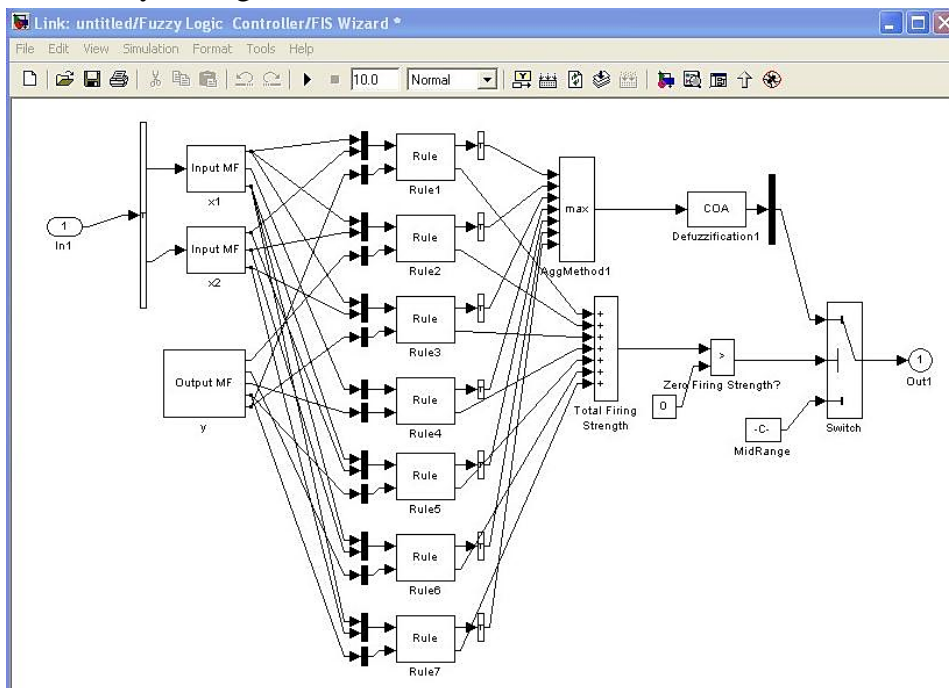 Link: untitled/Fuzzy Logic Controller/FIS Wizard *
File Edit View Simulation Format Tools Help
10.0 Normal
1
In1
Input MF
x1
Input MF
x2
Output MF
y
Rule
Rule1
Rule
Rule2
Rule
Rule3
Rule
Rule4
Rule
Rule5
Rule
Rule6
Rule
Rule7
T
T
T
T
T
T
T
T
max
AggMethod1
+
+
+
+
+
+
+
Total Firing
Strength
COA
Defuzzification1
>
Zero Firing Strength?
0
-C-
MidRange
Switch
1
Out1